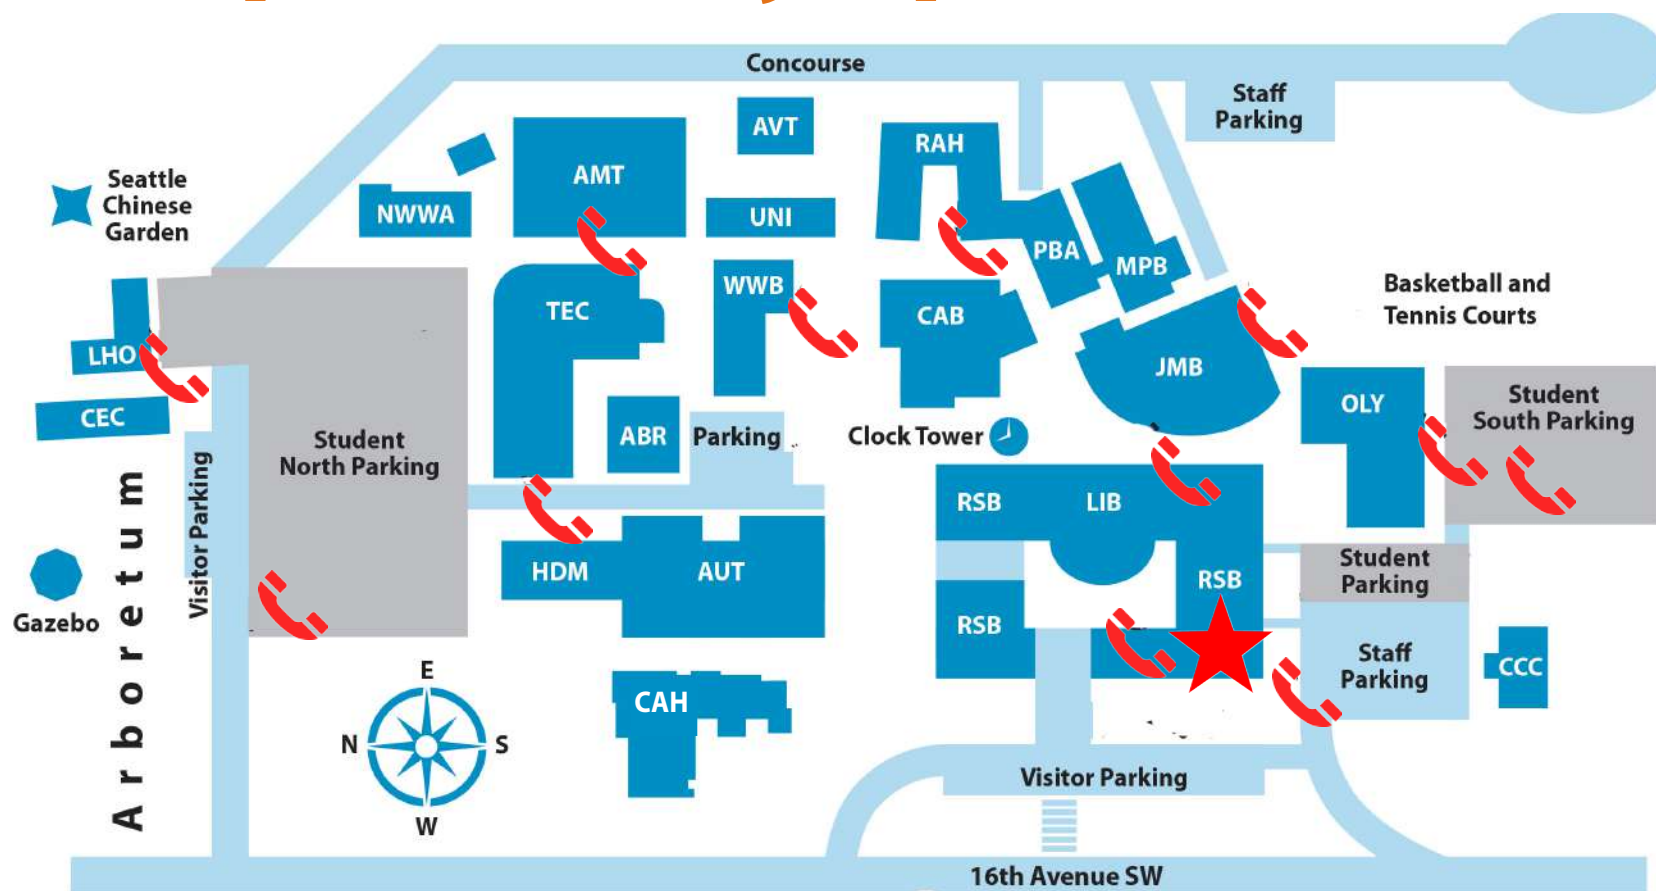 Concourse
Staff
Parking
AVT
RAH
AMT
Seattle
Chinese
Garden
NWWA
UNI
PBA
MPB
WWB
TEC
CAB
Basketball and
Tennis Courts
LHO
JMB
CEC
OLY
Student
South Parking
Student
North Parking
ABR
Parking
Clock Tower
Visitor Parking
Arboretum
RSB
LIB
HDM
AUT
RSB
Student
Parking
Gazebo
RSB
Staff
Parking
CCC
CAH
E
N
S
W
Visitor Parking
16th Avenue SW